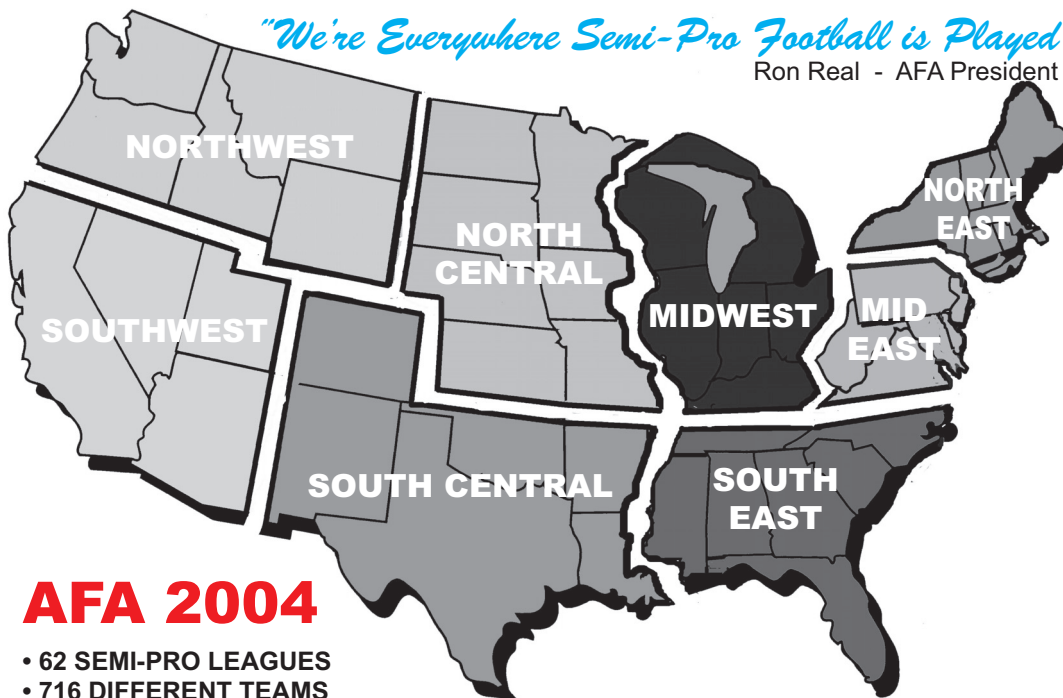 "We're Everywhere Semi-Pro Football is Played
Ron Real - AFA President
NORTHWEST
NORTH
EAST
NORTH
CENTRAL
MIDWEST
MID
EAST
SOUTHWEST
SOUTH CENTRAL
SOUTH
EAST
AFA 2004
• 62 SEMI-PRO LEAGUES
• 716 DIFFERENT TEAMS